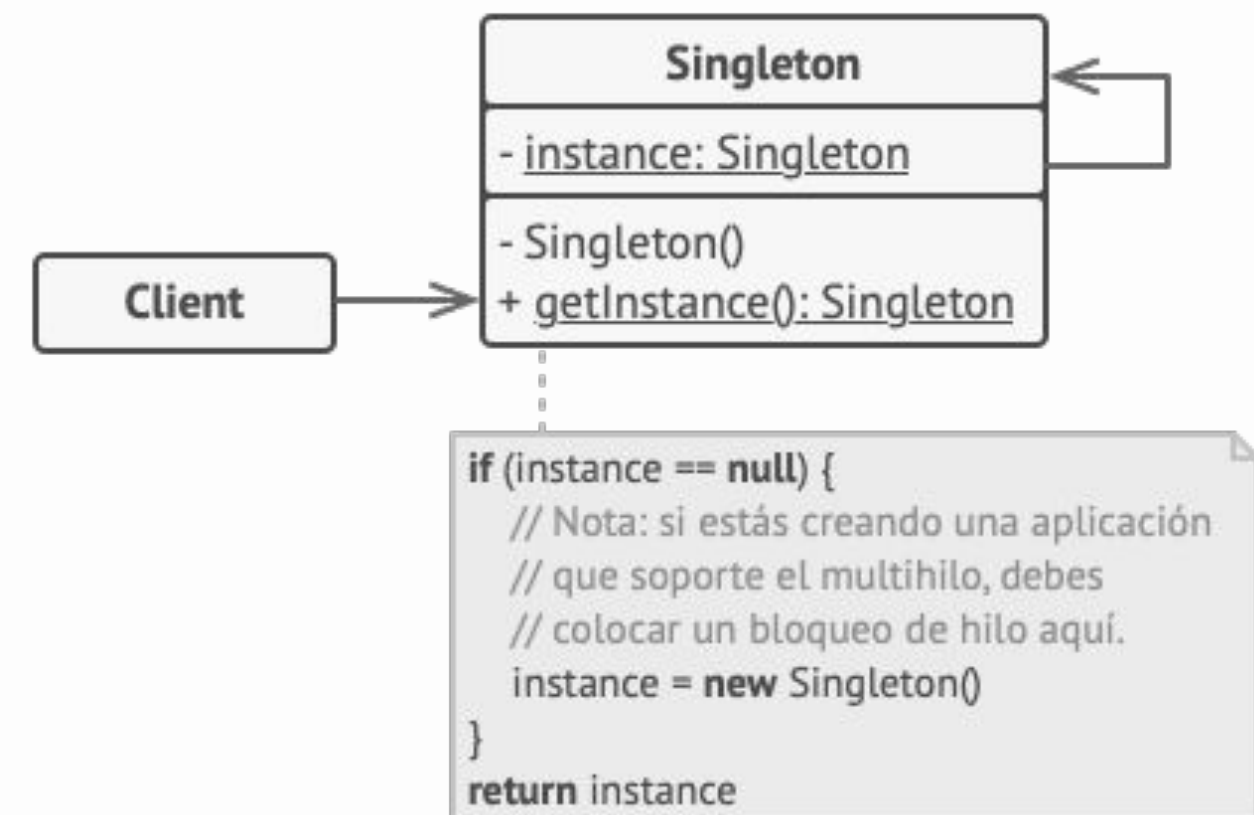 Singleton
- instance: Singleton
- Singleton()
+ getInstance(): Singleton
Client
if (instance == null) {
// Nota: si estás creando una aplicación
// que soporte el multihilo, debes
// colocar un bloqueo de hilo aquí.
instance = new Singleton()
}
return instance